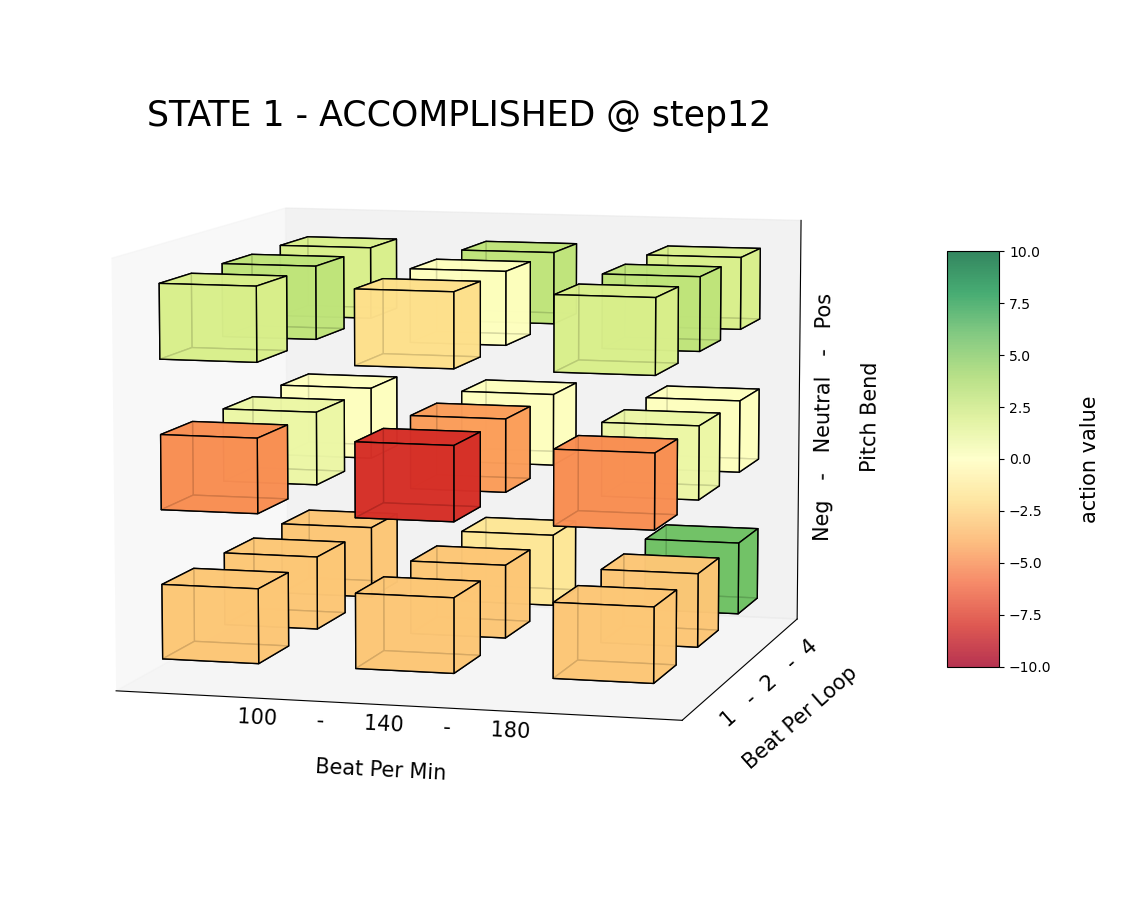 STATE 1 - ACCOMPLISHED @ step12
Neg - Neutral - Pos
Pitch Bend
1 - 2 - 4
Beat Per Loop
100 - 140 - 180
Beat Per Min
10.0
7.5
5.0
2.5
0.0
−2.5
−5.0
−7.5
−10.0
action value